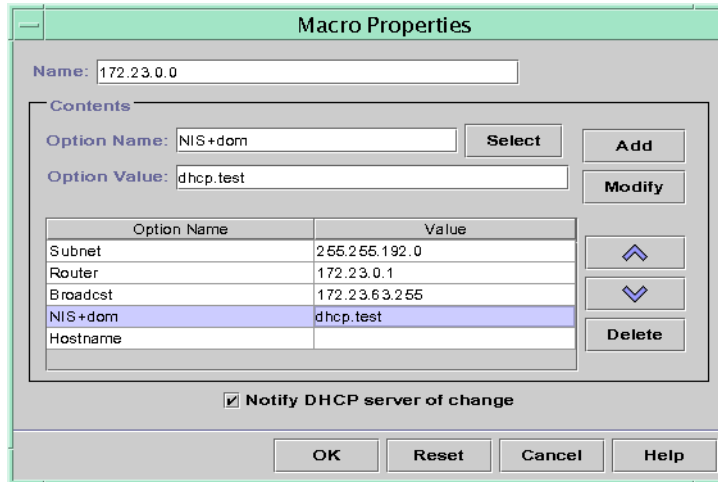 Macro Properties
Name: 172.23.0.0
Contents
Option Name: NIS+dom Select Add
Option Value: dhcp.test Modify
Option Name Value
Subnet 255.255.192.0
Router 172.23.0.1
Broadcst 172.23.63.255
NIS+dom dhcp.test
Hostname Delete
Notify DHCP server of change
OK Reset Cancel Help